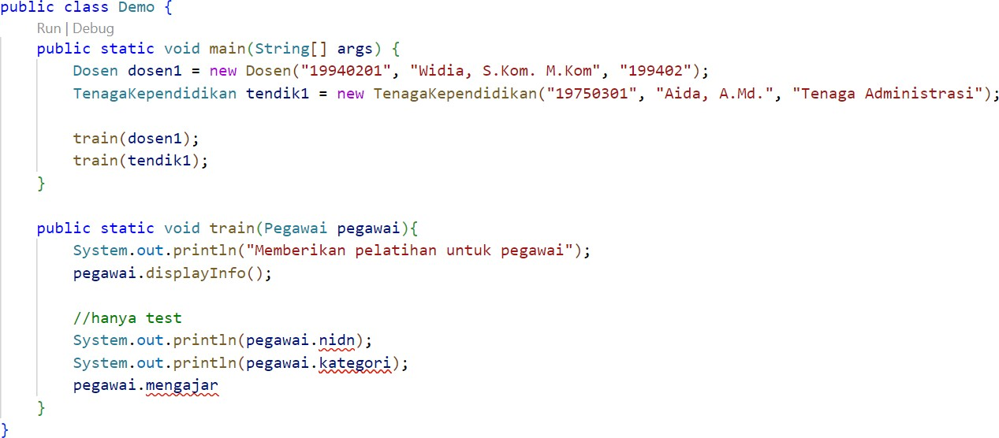 public class Demo {
Run | Debug
public static void main(String[] args) {
Dosen dosen1 = new Dosen("19940201", "Widia, S.Kom. M.Kom", "199402");
TenagaKependidikan tendik1 = new TenagaKependidikan("19750301", "Aida, A.Md.", "Tenaga Administrasi");
train(dosen1);
train(tendik1);
}
public static void train(Pegawai pegawai){
System.out.println("Memberikan pelatihan untuk pegawai");
pegawai.displayInfo();
//hanya test
System.out.println(pegawai.nidn);
System.out.println(pegawai.kategori);
pegawai.mengajar
}
}